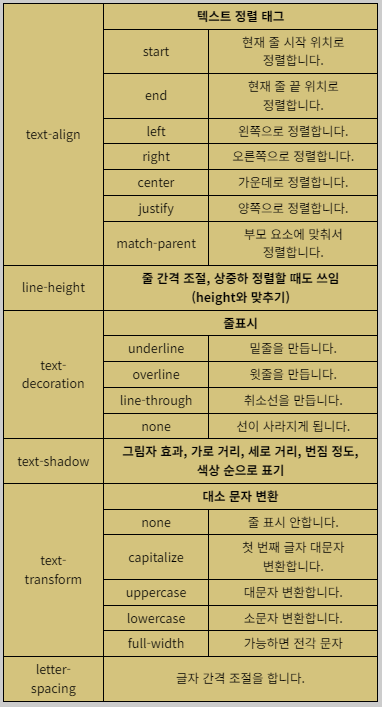 text-align
텍스트 정렬 태그
start
현재 줄 시작 위치로
정렬합니다.
end
현재 줄 끝 위치로
정렬합니다.
left
왼쪽으로 정렬합니다.
right
오른쪽으로 정렬합니다.
center
가운데로 정렬합니다.
justify
양쪽으로 정렬합니다.
match-parent
부모 요소에 맞춰서
정렬합니다.
line-height
줄 간격 조절, 상중하 정렬할 때도 쓰임
(height와 맞추기)
text-
decoration
줄표시
underline
밑줄을 만듭니다.
overline
윗줄을 만듭니다.
line-through
취소선을 만듭니다.
none
선이 사라지게 됩니다.
text-shadow
그림자 효과, 가로 거리, 세로 거리, 번짐 정도,
색상 순으로 표기
text-
transform
대소 문자 변환
none
줄 표시 안합니다.
capitalize
첫 번째 글자 대문자
변환합니다.
uppercase
대문자 변환합니다.
lowercase
소문자 변환합니다.
full-width
가능하면 전각 문자
letter-
spacing
글자 간격 조절을 합니다.